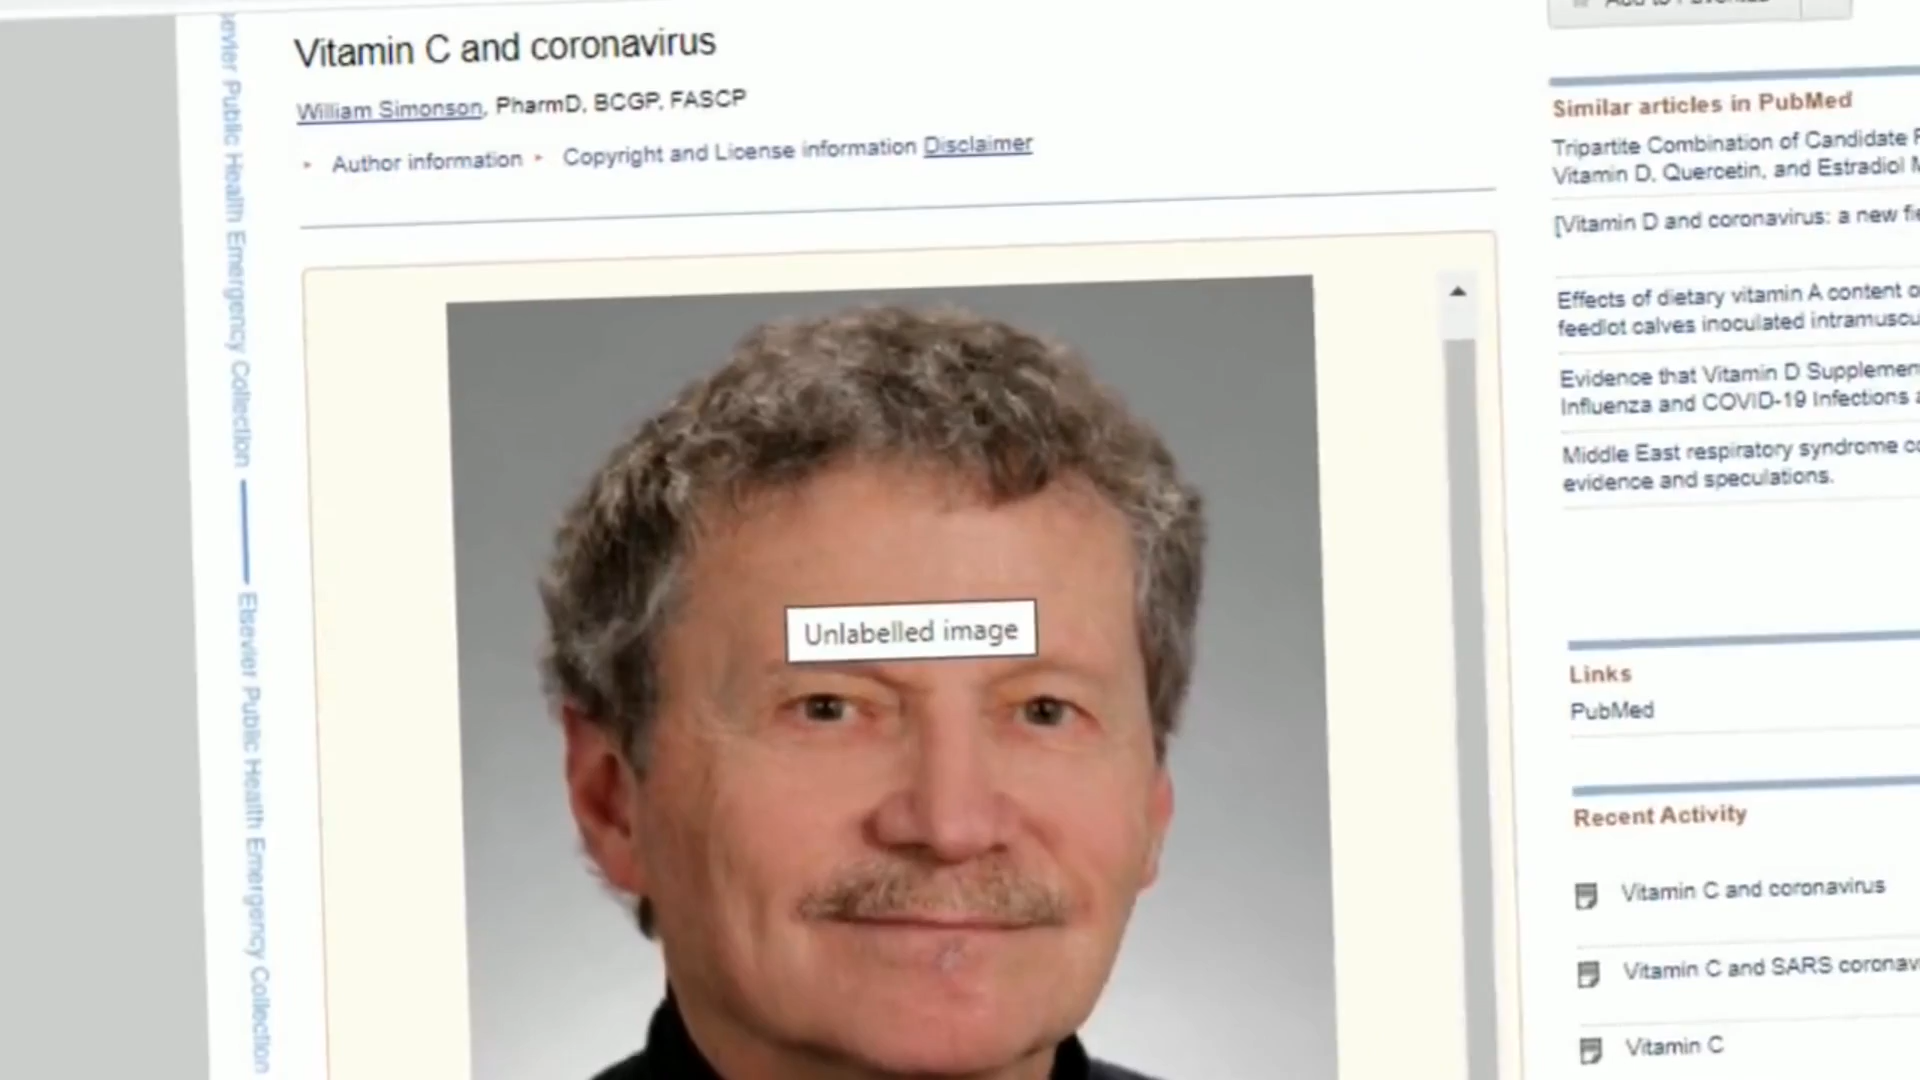 Vitamin C and coronavirus
William Simonson, PharmD, BCGP, FASCP
Author information Copyright and License information Disclaimer
Unlabelled image
Public Health Emergency Collection
Elsevier Public Health Emergency Collection
Similar articles in PubMed
Tripartite Combination of Candidate
Vitamin D, Quercetin, and Estradiol
[Vitamin D and coronavirus: a new
Effects of dietary vitamin A content
feedlot calves inoculated
Evidence that Vitamin D
Influenza and COVID-19 Infections
Middle East respiratory syndrome
evidence and speculations.
Links
PubMed
Recent Activity
Vitamin C and coronavirus
Vitamin C and SARS
Vitamin C